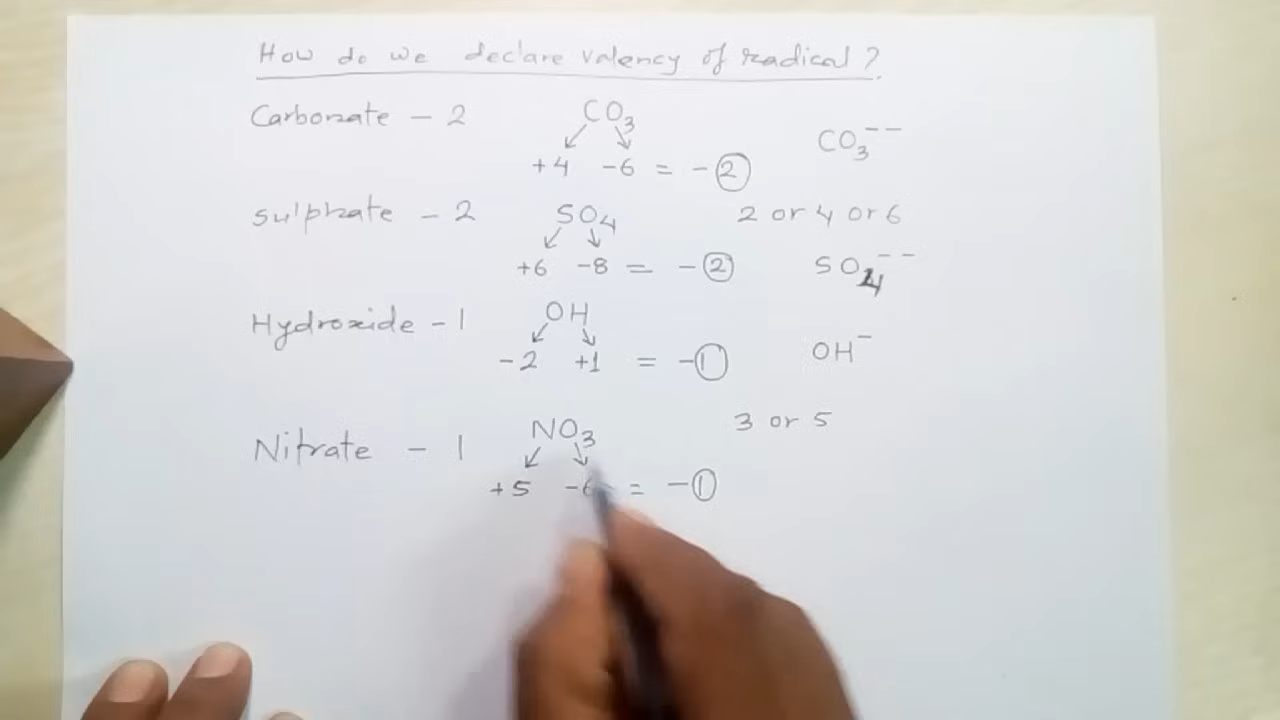 How do we declare valency of radical?
Carbonate - 2 CO3 CO3--
+4 -6 = -2
Sulphate - 2 SO4 2 or 4 or 6
+6 -8 = -2 SO4--
Hydroxide - 1 OH OH-
-2 +1 = -1
Nitrate - 1 NO3 3 or 5
+5 -6 = -1